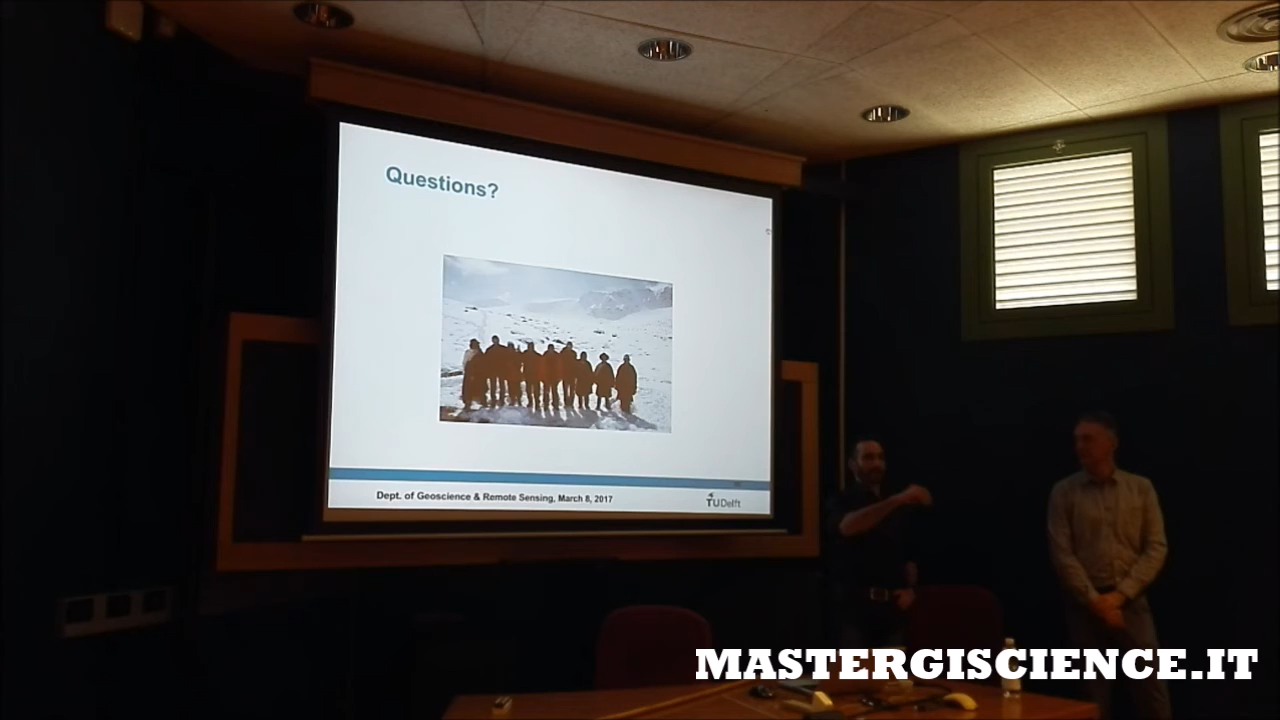 Questions?
Dept. of Geoscience & Remote Sensing, March 8, 2017
TUDelft
MASTERGISCIENCE.IT